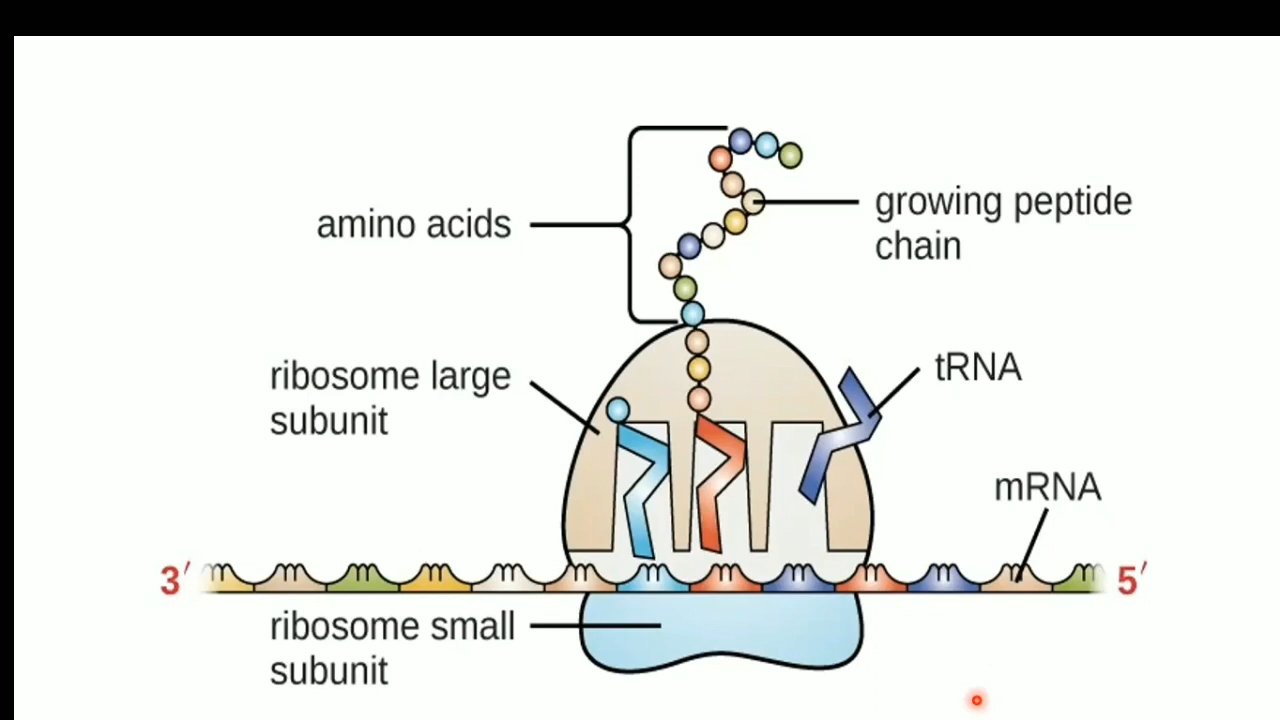 amino acids
growing peptide
chain
ribosome large
subunit
tRNA
mRNA
3′
5′
ribosome small
subunit